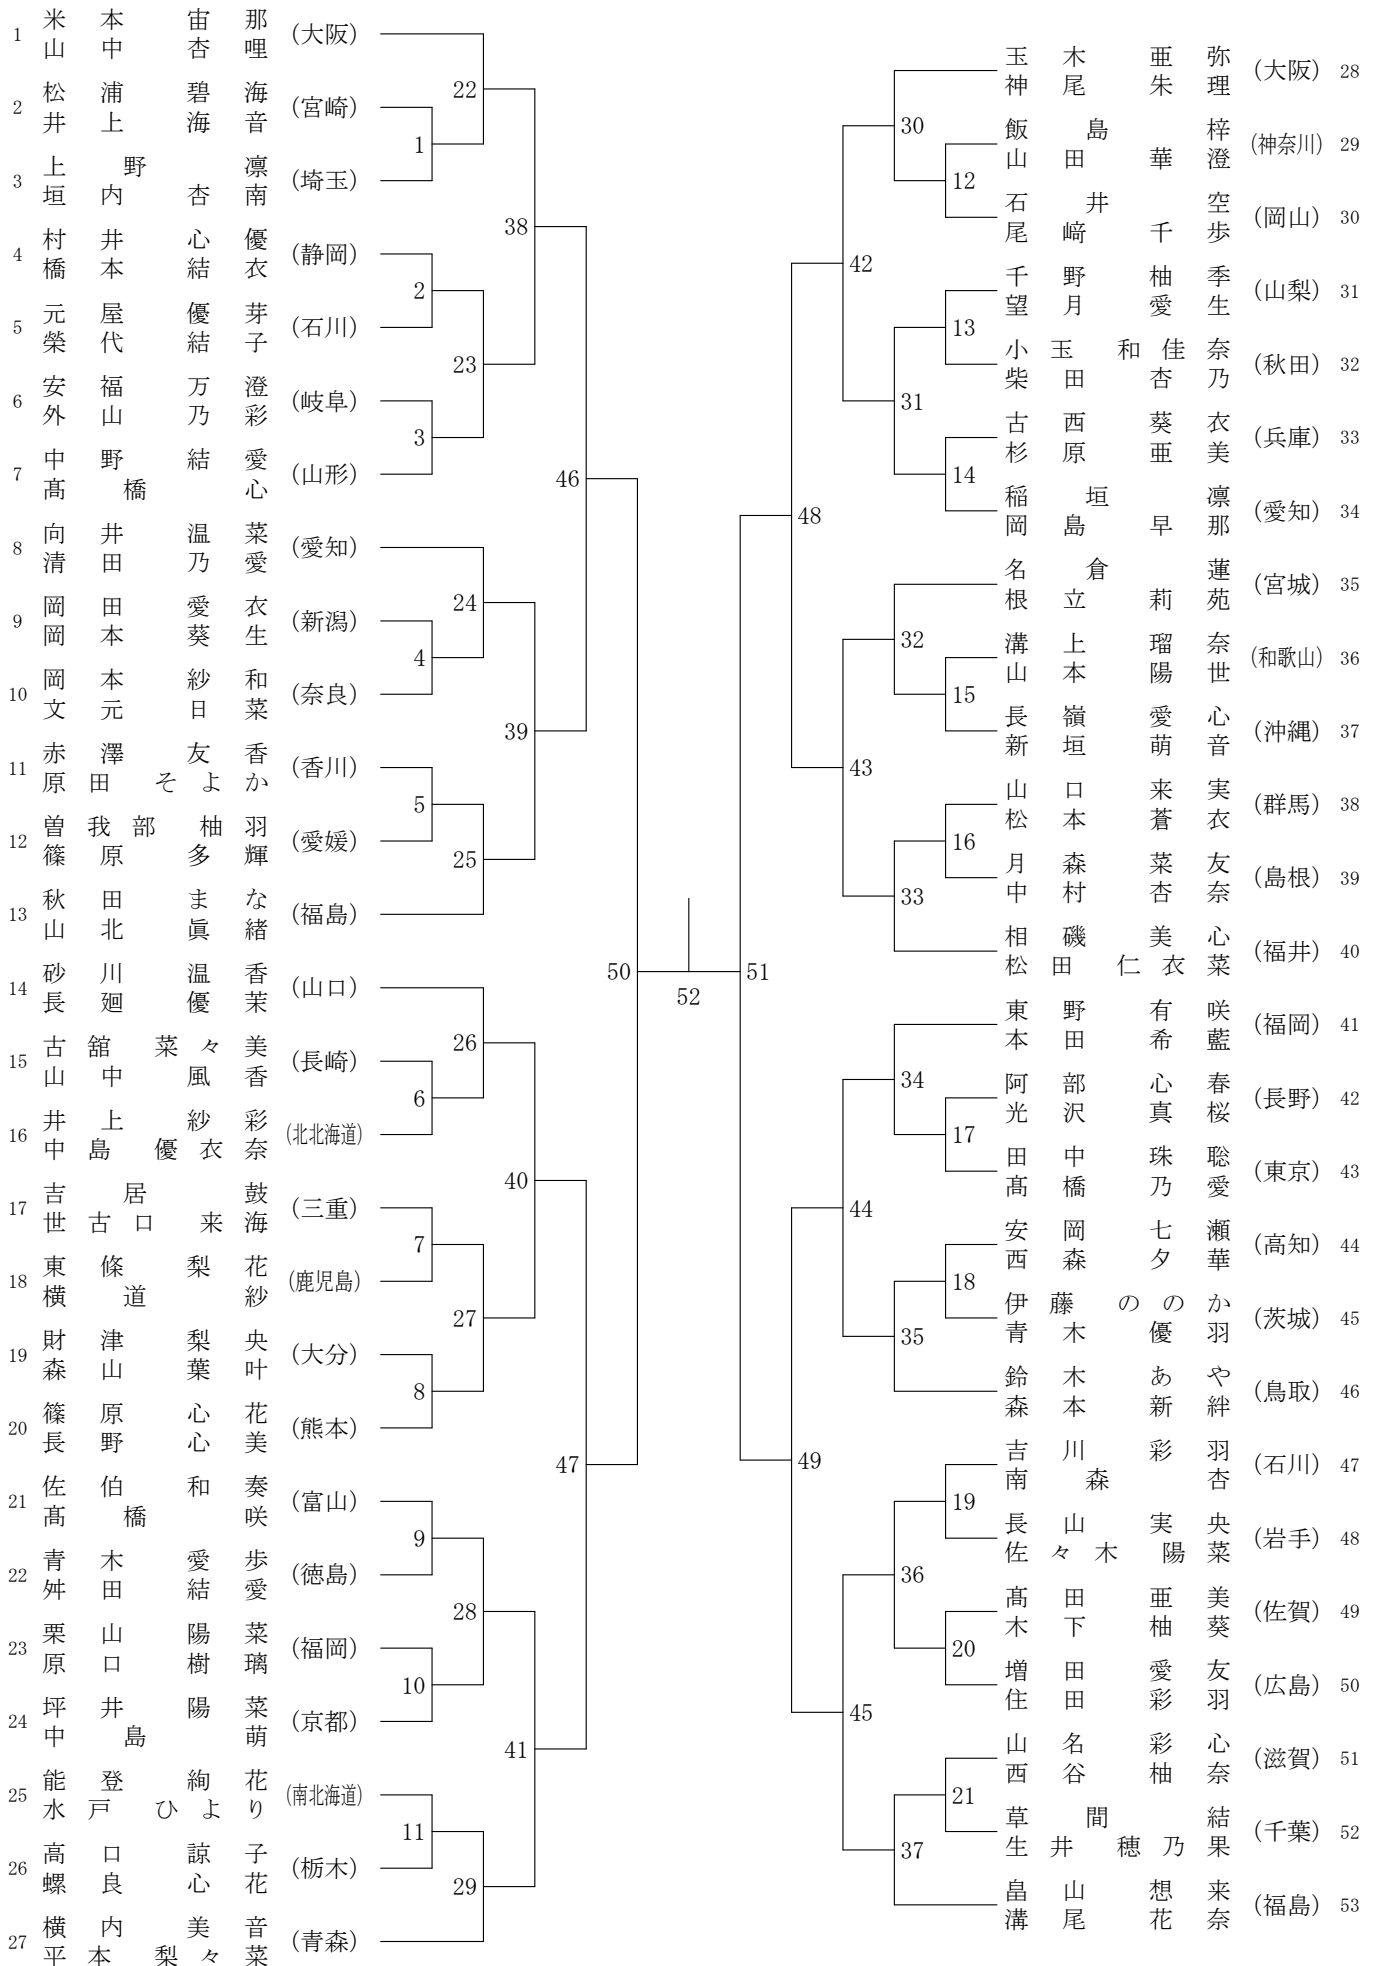 1 米本 宙那 (大阪)
山中 杏哩
2 松浦 碧海 (宮崎)
井上 海音
3 上野 凛 (埼玉)
垣内 杏南
4 村井 心優 (静岡)
橋本 結衣
5 元屋 優芽 (石川)
榮代 結子
6 安福 万澄 (岐阜)
外山 乃彩
7 中野 結愛 (山形)
髙橋 心
8 向井 温菜 (愛知)
清田 乃愛
9 岡田 愛衣 (新潟)
岡本 葵生
10 岡本 紗和 (奈良)
文元 日菜
11 赤澤 友香 (香川)
原田 そよか
12 曽我部 柚羽 (愛媛)
篠原 多輝
13 秋田 まな (福島)
山北 眞緒
14 砂川 温香 (山口)
長廻 優茉
15 古舘 菜々美 (長崎)
山中 風香
16 井上 紗彩 (北北海道)
中島 優衣奈
17 吉居 鼓 (三重)
世古口 来海
18 東條 梨花 (鹿児島)
横道 紗
19 財津 梨央 (大分)
森山 葉叶
20 篠原 心花 (熊本)
長野 心美
21 佐伯 和奏 (富山)
髙橋 咲
22 青木 愛歩 (徳島)
舛田 結愛
23 栗山 陽菜 (福岡)
原口 樹璃
24 坪井 陽菜 (京都)
中島 萌
25 能登 絢花 (南北海道)
水戸 ひより
26 高口 諒子 (栃木)
螺良 心花
27 横内 美音 (青森)
平本 梨々菜
1
2
3
4
5
6
7
8
9
10
11
22
23
24
25
26
27
28
29
38
39
40
41
46
47
50
52
51
48
49
42
43
44
45
30
31
32
33
34
35
36
37
12
13
14
15
16
17
18
19
20
21
玉木 亜弥 (大阪) 28
神尾 朱理
飯島 梓 (神奈川) 29
山田 華澄
石井 空 (岡山) 30
尾﨑 千歩
千野 柚季 (山梨) 31
望月 愛生
小玉 和佳奈 (秋田) 32
柴田 杏乃
古西 葵衣 (兵庫) 33
杉原 亜美
稲垣 凛 (愛知) 34
岡島 早那
名倉 蓮 (宮城) 35
根立 莉苑
溝上 瑠奈 (和歌山) 36
山本 陽世
長嶺 愛心 (沖縄) 37
新垣 萌音
山口 来実 (群馬) 38
松本 蒼衣
月森 菜友 (島根) 39
中村 杏奈
相磯 美心 (福井) 40
松田 仁衣菜
東野 有咲 (福岡) 41
本田 希藍
阿部 心春 (長野) 42
光沢 真桜
田中 珠聡 (東京) 43
髙橋 乃愛
安岡 七瀬 (高知) 44
西森 夕華
伊藤 ののか (茨城) 45
青木 優羽
鈴木 あや (鳥取) 46
森本 新絆
吉川 彩羽 (石川) 47
南森 杏
長山 実央 (岩手) 48
佐々木 陽菜
髙田 亜美 (佐賀) 49
木下 柚葵
増田 愛友 (広島) 50
住田 彩羽
山名 彩心 (滋賀) 51
西谷 柚奈
草間 結 (千葉) 52
生井 穂乃果
畠山 想来 (福島) 53
溝尾 花奈